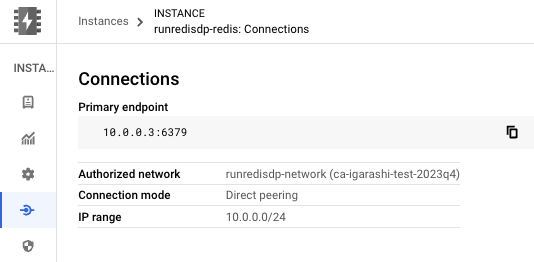 Instances
INSTANCE
runredisdp-redis: Connections
INSTA...
Connections
Primary endpoint
10.0.0.3:6379
Authorized network runredisdp-network (ca-igarashi-test-2023q4)
Connection mode Direct peering
IP range 10.0.0.0/24